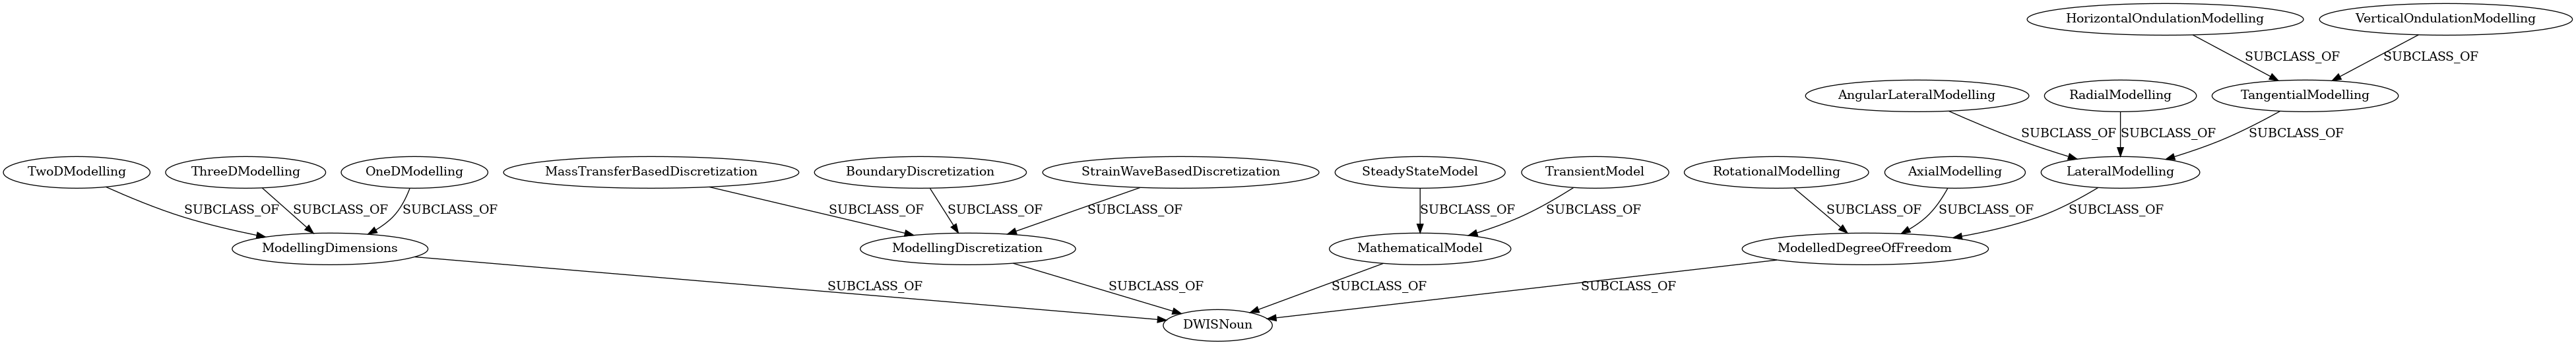 HorizontalOndulationModelling
VerticalOndulationModelling
SUBCLASS_OF
SUBCLASS_OF
AngularLateralModelling
RadialModelling
TangentialModelling
SUBCLASS_OF
SUBCLASS_OF
SUBCLASS_OF
TwoDModelling
ThreeDModelling
OneDModelling
MassTransferBasedDiscretization
BoundaryDiscretization
StrainWaveBasedDiscretization
SteadyStateModel
TransientModel
RotationalModelling
AxialModelling
LateralModelling
SUBCLASS_OF
SUBCLASS_OF
SUBCLASS_OF
SUBCLASS_OF
SUBCLASS_OF
SUBCLASS_OF
SUBCLASS_OF
SUBCLASS_OF
SUBCLASS_OF
SUBCLASS_OF
SUBCLASS_OF
ModellingDimensions
ModellingDiscretization
MathematicalModel
ModelledDegreeOfFreedom
SUBCLASS_OF
SUBCLASS_OF
SUBCLASS_OF
SUBCLASS_OF
DWISNoun